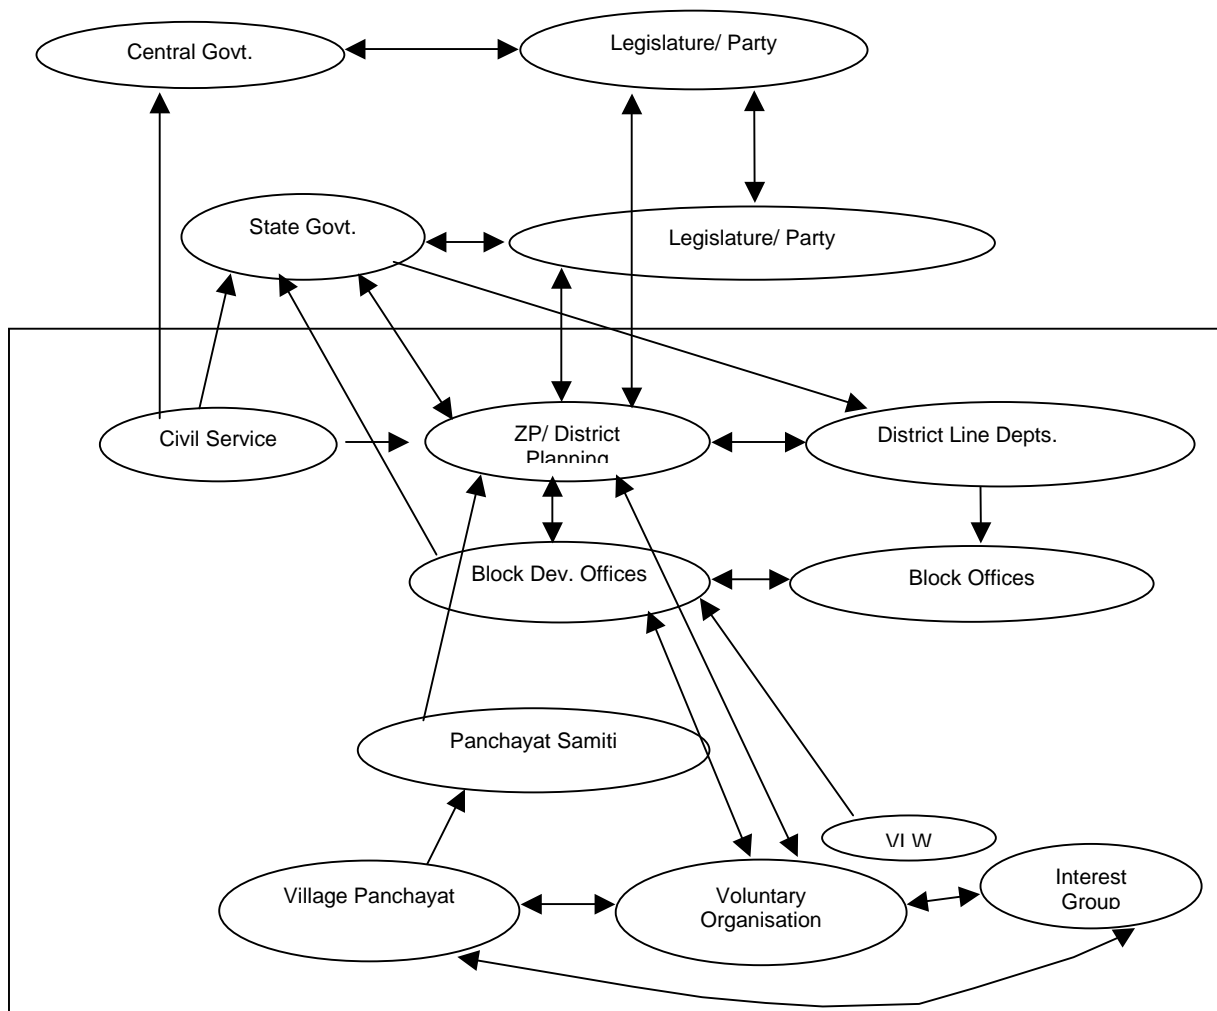 Central Govt.
Legislature/ Party
State Govt.
Legislature/ Party
Civil Service
ZP/ District
Planning
District Line Depts.
Block Dev. Offices
Block Offices
Panchayat Samiti
VLW
Village Panchayat
Voluntary
Organisation
Interest
Group